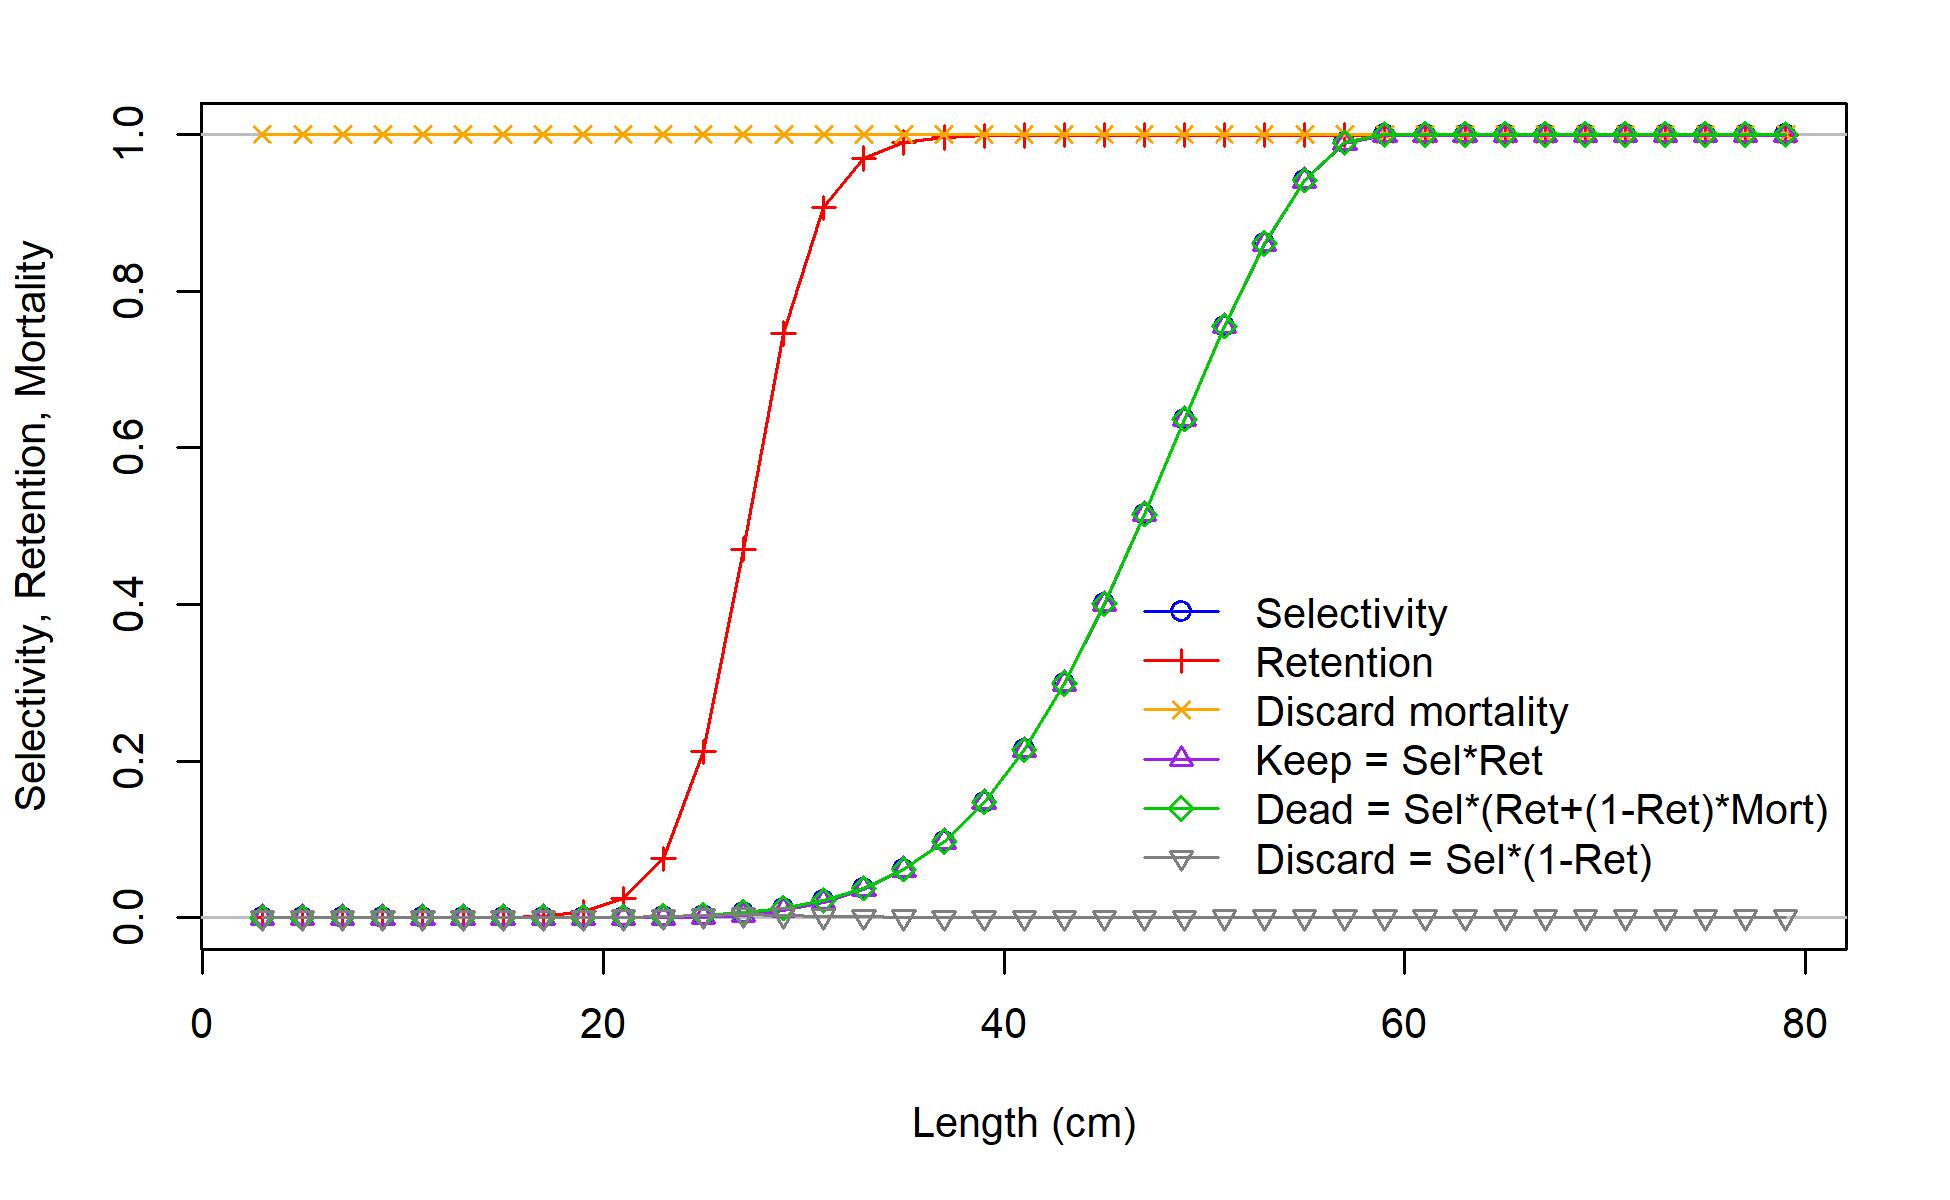 Selectivity, Retention, Mortality
1.0
0.8
0.6
0.4
0.2
0.0
Selectivity
Retention
Discard mortality
Keep = Sel*Ret
Dead = Sel*(Ret+(1-Ret)*Mort)
Discard = Sel*(1-Ret)
0 20 40 60 80
Length (cm)